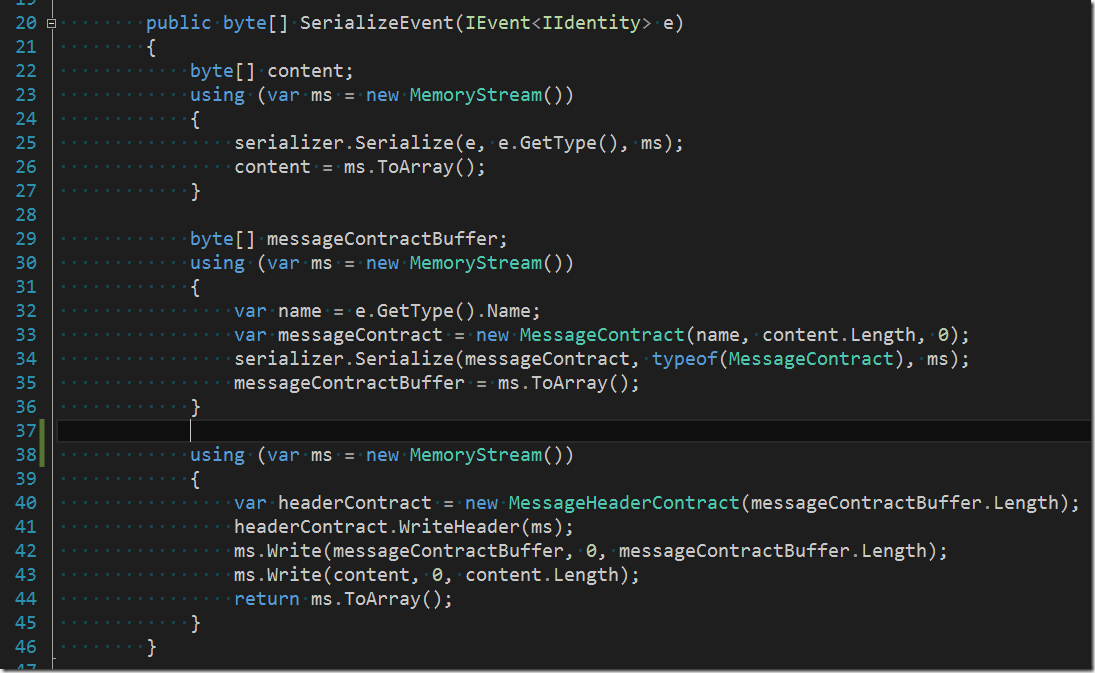 20 public byte[] SerializeEvent(IEvent<IIdentity> e)
21 {
22 byte[] content;
23 using (var ms = new MemoryStream())
24 {
25 serializer.Serialize(e, e.GetType(), ms);
26 content = ms.ToArray();
27 }
28
29 byte[] messageContractBuffer;
30 using (var ms = new MemoryStream())
31 {
32 var name = e.GetType().Name;
33 var messageContract = new MessageContract(name, content.Length, 0);
34 serializer.Serialize(messageContract, typeof(MessageContract), ms);
35 messageContractBuffer = ms.ToArray();
36 }
37
38 using (var ms = new MemoryStream())
39 {
40 var headerContract = new MessageHeaderContract(messageContractBuffer.Length);
41 headerContract.WriteHeader(ms);
42 ms.Write(messageContractBuffer, 0, messageContractBuffer.Length);
43 ms.Write(content, 0, content.Length);
44 return ms.ToArray();
45 }
46 }